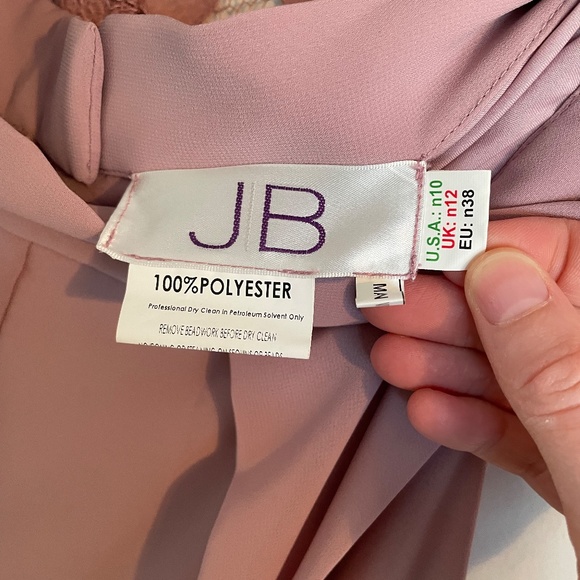 JB
100%POLYESTER
Professional Dry Clean in Petroleum Solvent Only
REMOVE BEADWORK BEFORE DRY CLEAN
U.S.A.: n10
UK: n12
EU: n38